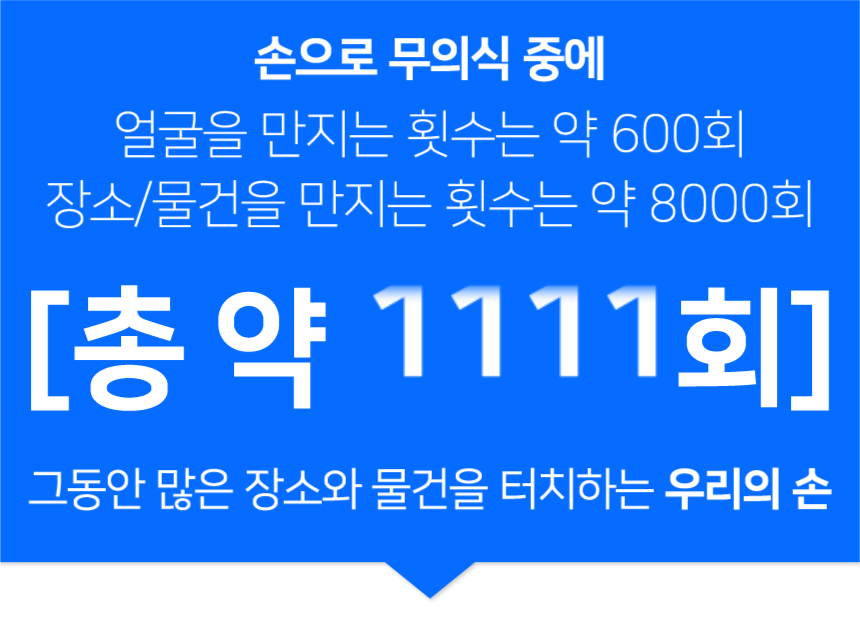 손으로 무의식 중에
얼굴을 만지는 횟수는 약 600회
장소/물건을 만지는 횟수는 약 8000회
[총 약 1111회]
그동안 많은 장소와 물건을 터치하는 우리의 손